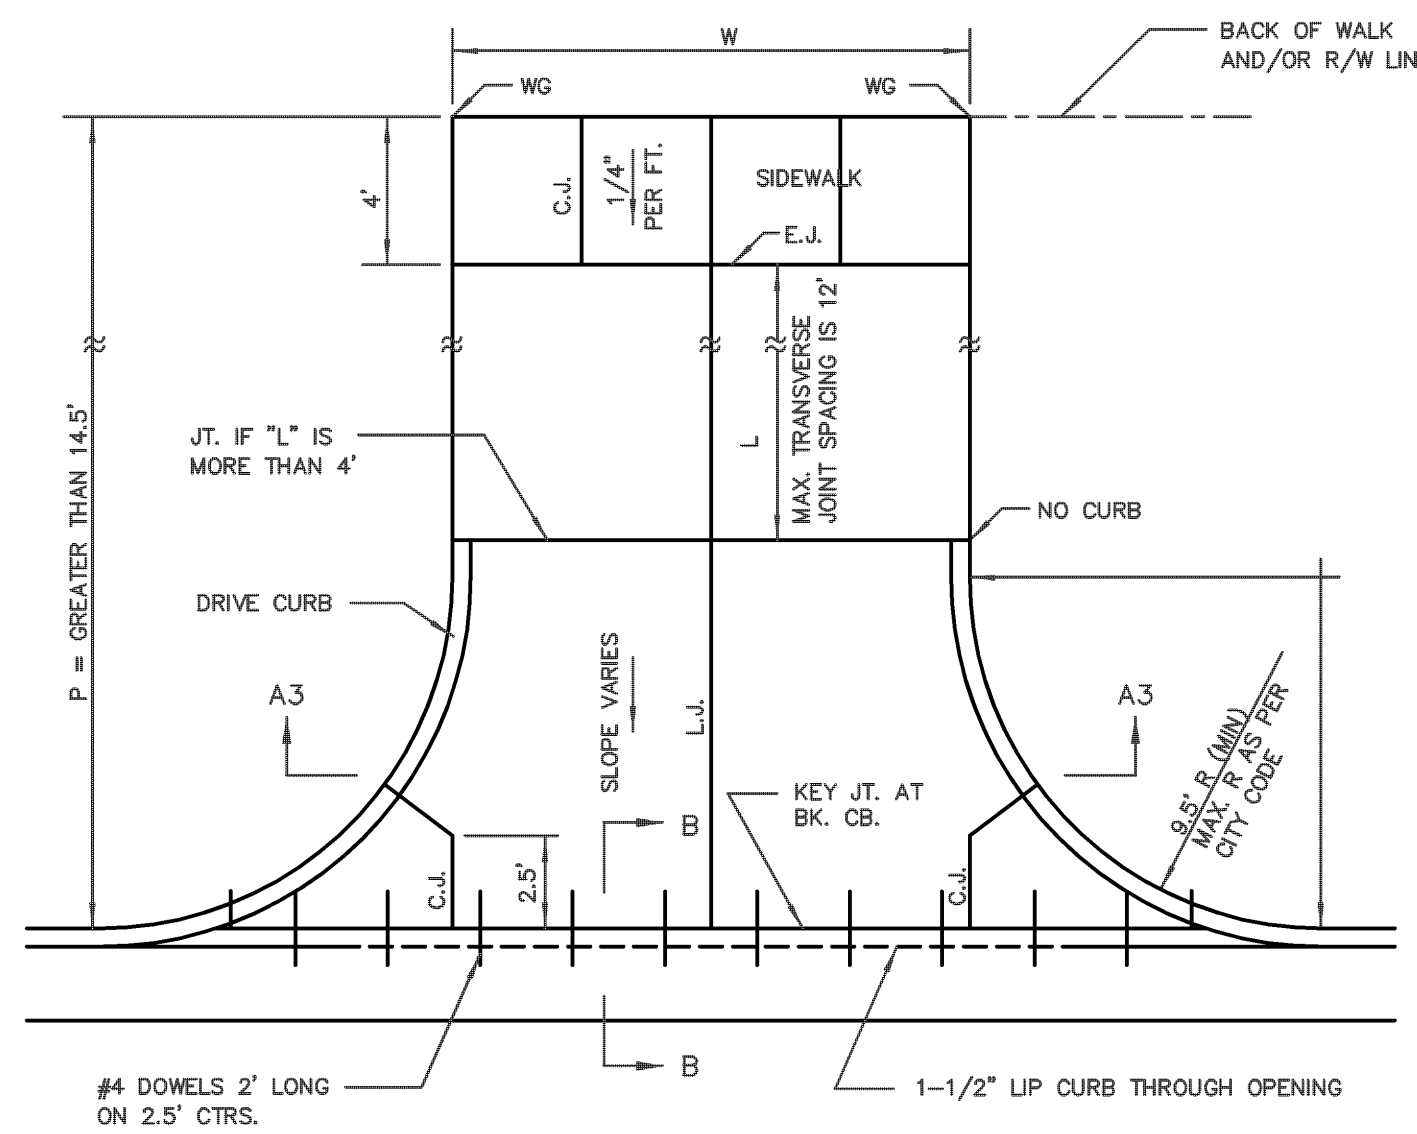 W
BACK OF WALK
AND/OR R/W LIN
WG
WG
4'
C.J.
1/4"
PER FT.
SIDEWALK
E.J.
P = GREATER THAN 14.5'
JT. IF "L" IS
MORE THAN 4'
L
MAX. TRANSVERSE
JOINT SPACING IS 12'
NO CURB
DRIVE CURB
SLOPE VARIES
L.J.
A3
A3
9.5' R (MIN)
MAX. R AS PER
CITY CODE
KEY JT. AT
BK. CB.
B
C.J.
2.5'
C.J.
B
#4 DOWELS 2' LONG
ON 2.5' CTRS.
1-1/2" LIP CURB THROUGH OPENING